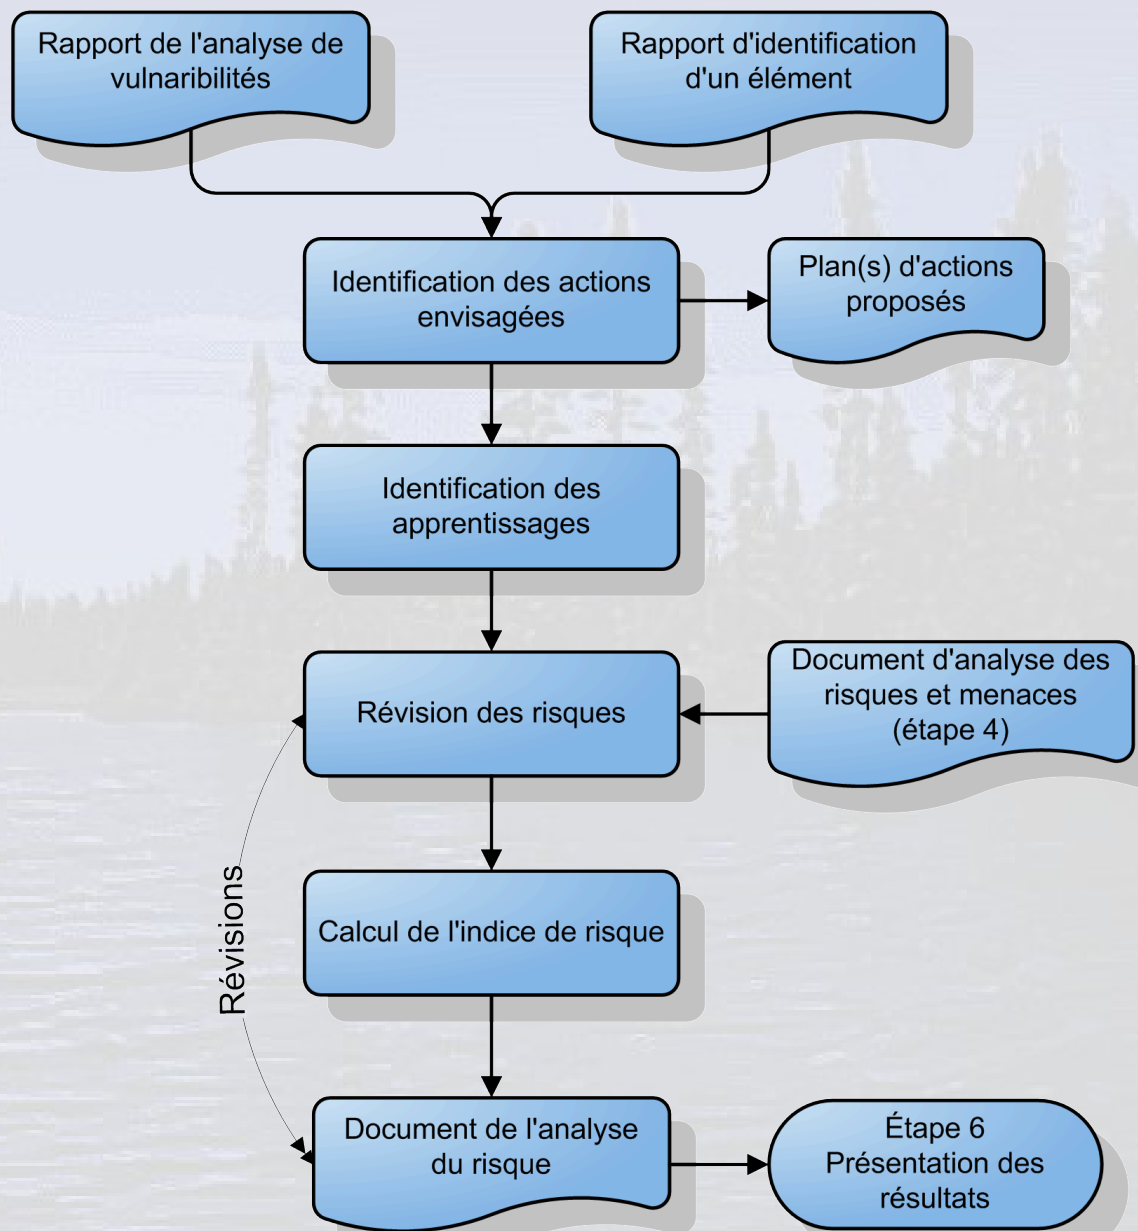 Rapport de l'analyse de
vulnaribilités
Rapport d'identification
d'un élément
Identification des actions
envisagées
Plan(s) d'actions
proposés
Identification des
apprentissages
Révision des risques
Document d'analyse des
risques et menaces
(étape 4)
Révisions
Calcul de l'indice de risque
Document de l'analyse
du risque
Étape 6
Présentation des
résultats